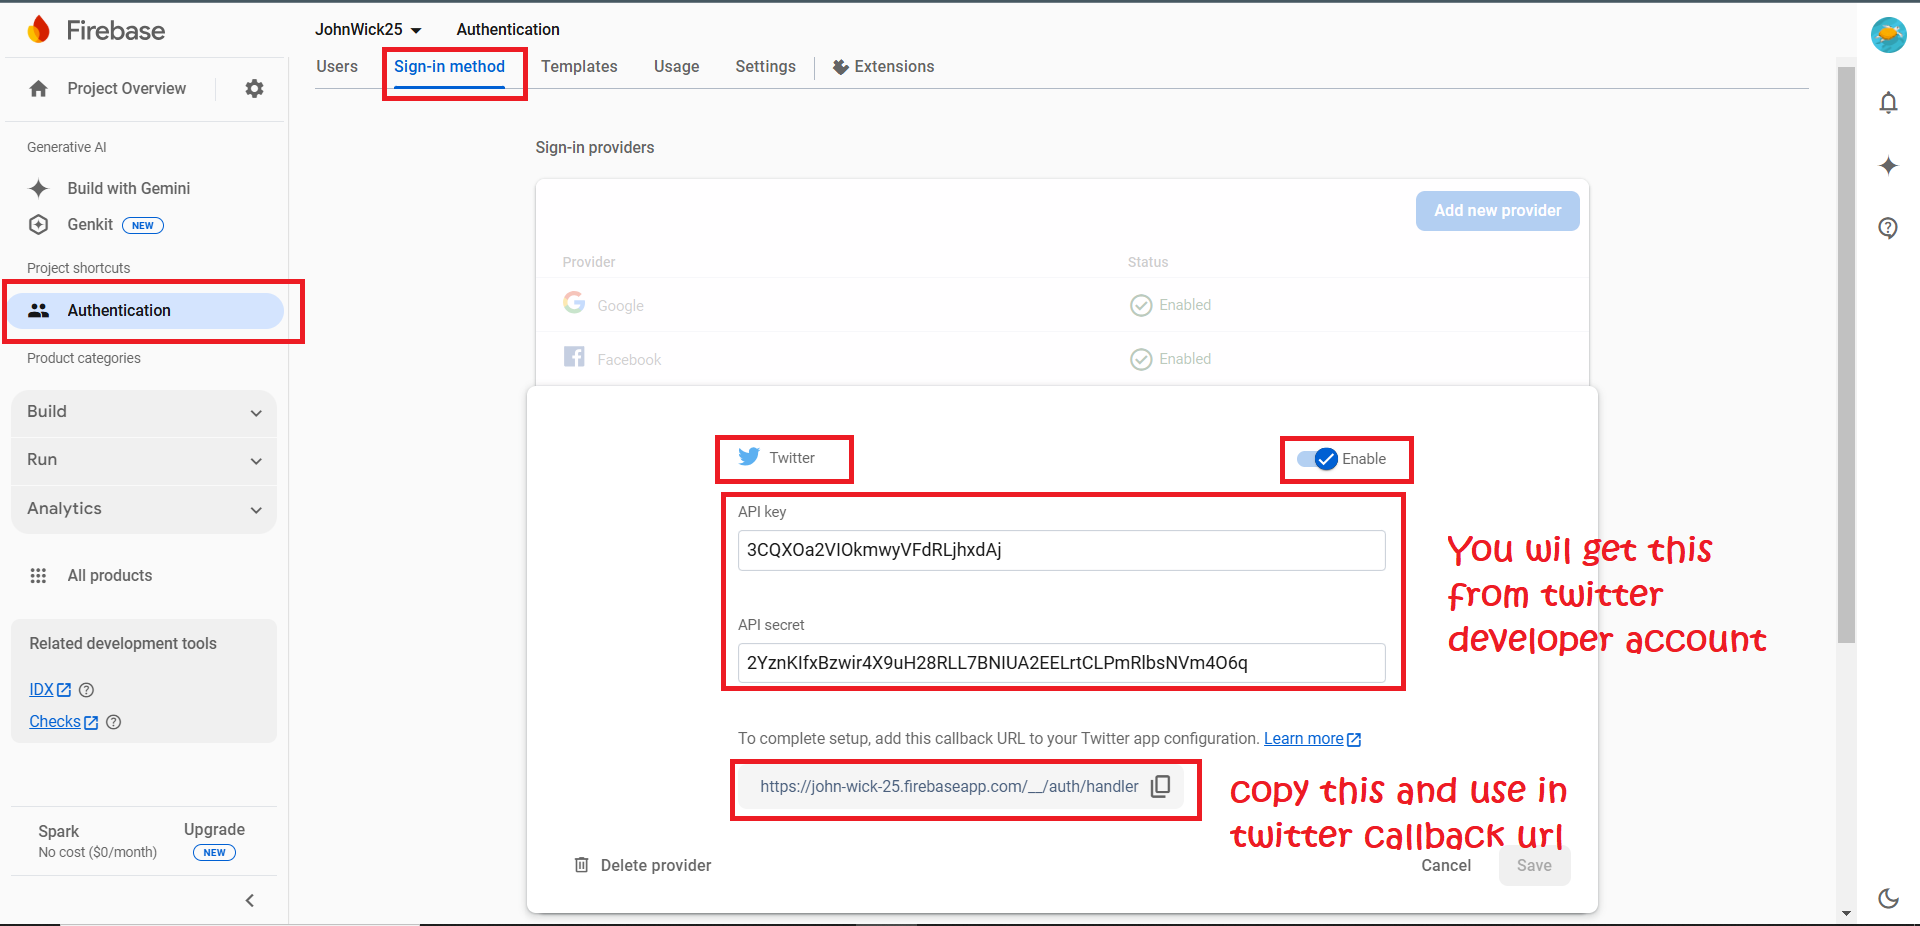 Firebase
JohnWick25
Authentication
Users
Sign-in method
Templates
Usage
Settings
Extensions
Project Overview
Generative AI
Build with Gemini
Genkit NEW
Project shortcuts
Authentication
Product categories
Build
Run
Analytics
All products
Related development tools
IDX
Checks
Spark
No cost ($0/month)
Upgrade
NEW
Sign-in providers
Add new provider
Provider
Status
Google
Enabled
Facebook
Enabled
Twitter
Enable
API key
3CQXOa2VIOkmwyVFdRLjhxdAj
API secret
2YznKIfxBzwir4X9uH28RLL7BNIUA2EELrtCLPmRlbsNVm4O6q
You wil get this
from twitter
developer account
To complete setup, add this callback URL to your Twitter app configuration. Learn more
https://john-wick-25.firebaseapp.com/__/auth/handler
copy this and use in
twitter callback url
Delete provider
Cancel
Save